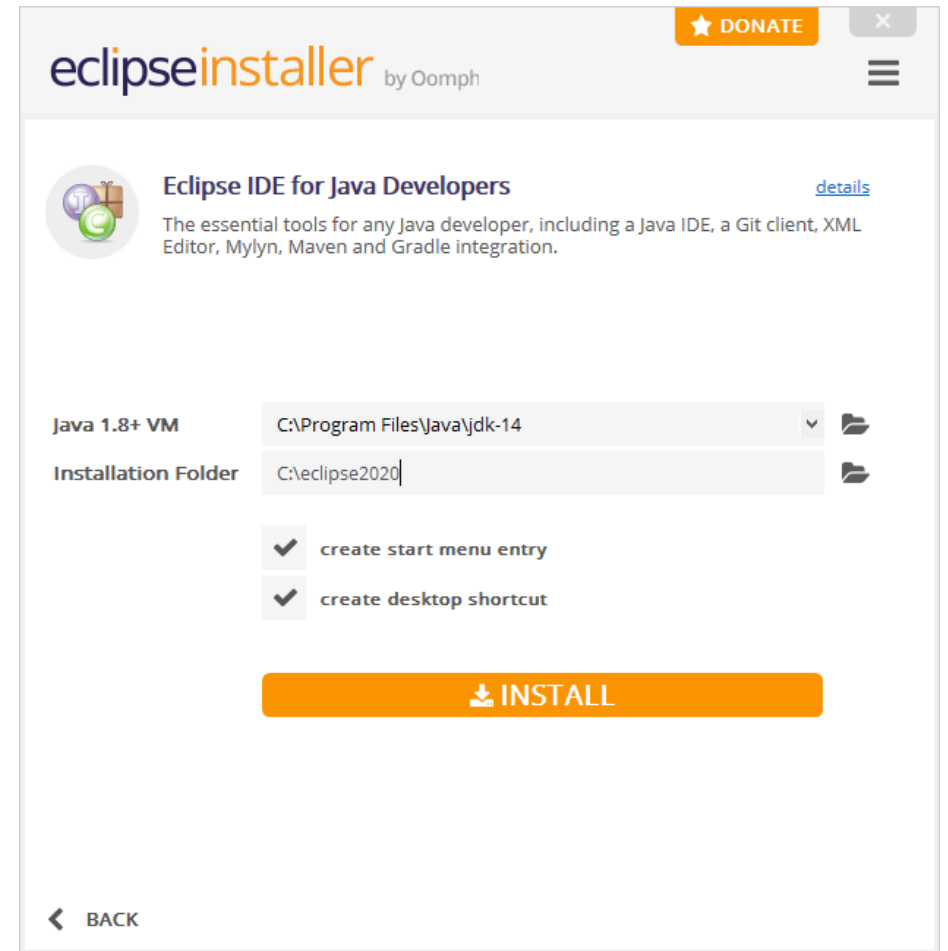 DONATE
eclipseinstaller by Oomph
Eclipse IDE for Java Developers
details
The essential tools for any Java developer, including a Java IDE, a Git client, XML
Editor, Mylyn, Maven and Gradle integration.
Java 1.8+ VM
C:\Program Files\Java\jdk-14
Installation Folder
C:\eclipse2020
create start menu entry
create desktop shortcut
INSTALL
BACK